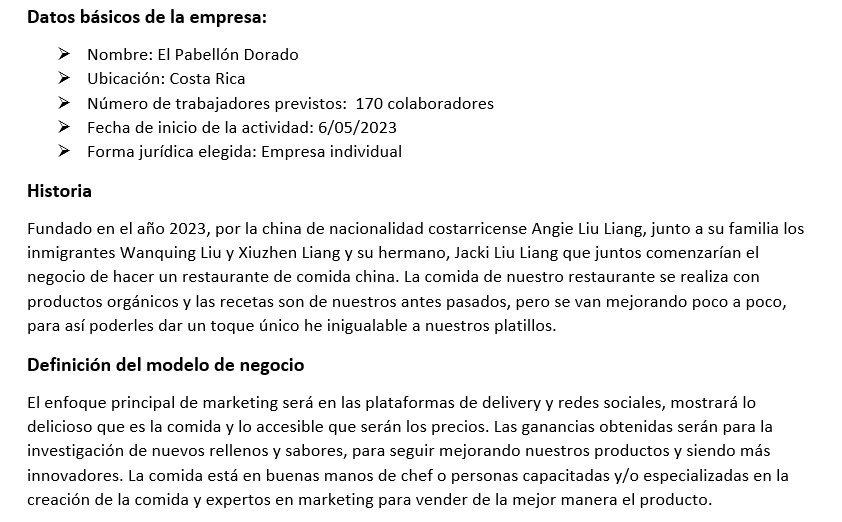 Datos básicos de la empresa:
➢ Nombre: El Pabellón Dorado
➢ Ubicación: Costa Rica
➢ Número de trabajadores previstos:  170 colaboradores
➢ Fecha de inicio de la actividad: 6/05/2023
➢ Forma jurídica elegida: Empresa individual
Historia
Fundado en el año 2023, por la china de nacionalidad costarricense Angie Liu Liang, junto a su familia los
inmigrantes Wanquing Liu y Xiuzhen Liang y su hermano, Jacki Liu Liang que juntos comenzarían el
negocio de hacer un restaurante de comida china. La comida de nuestro restaurante se realiza con
productos orgánicos y las recetas son de nuestros antes pasados, pero se van mejorando poco a poco,
para así poderles dar un toque único he inigualable a nuestros platillos.
Definición del modelo de negocio
El enfoque principal de marketing será en las plataformas de delivery y redes sociales, mostrará lo
delicioso que es la comida y lo accesible que serán los precios. Las ganancias obtenidas serán para la
investigación de nuevos rellenos y sabores, para seguir mejorando nuestros productos y siendo más
innovadores. La comida está en buenas manos de chef o personas capacitadas y/o especializadas en la
creación de la comida y expertos en marketing para vender de la mejor manera el producto.